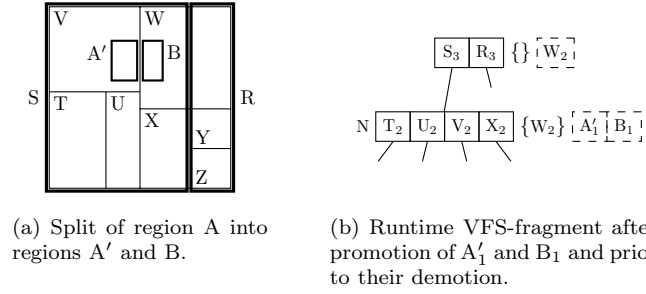 V W
A′ B
S T U R
X
Y
Z
(a) Split of region A into
regions A′ and B.
S3 R3 {} W2
N T2 U2 V2 X2 {W2} A′1 B1
(b) Runtime VFS-fragment afte
promotion of A′1 and B1 and prio
to their demotion.